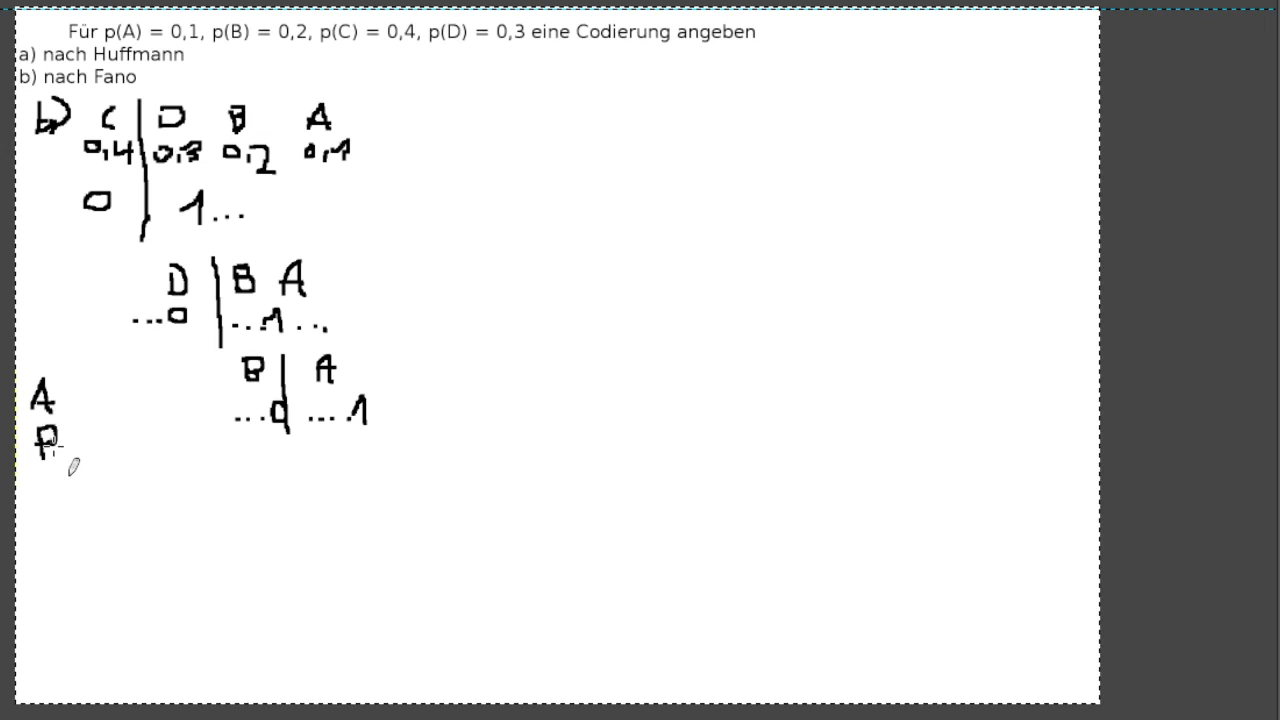 Für p(A) = 0,1, p(B) = 0,2, p(C) = 0,4, p(D) = 0,3 eine Codierung angeben
a) nach Huffmann
b) nach Fano
b) C | D B A
0,4 0,3 0,2 0,1
0 | 1...
D | B A
...0 | ...1...
B | A
...0 ....1
A